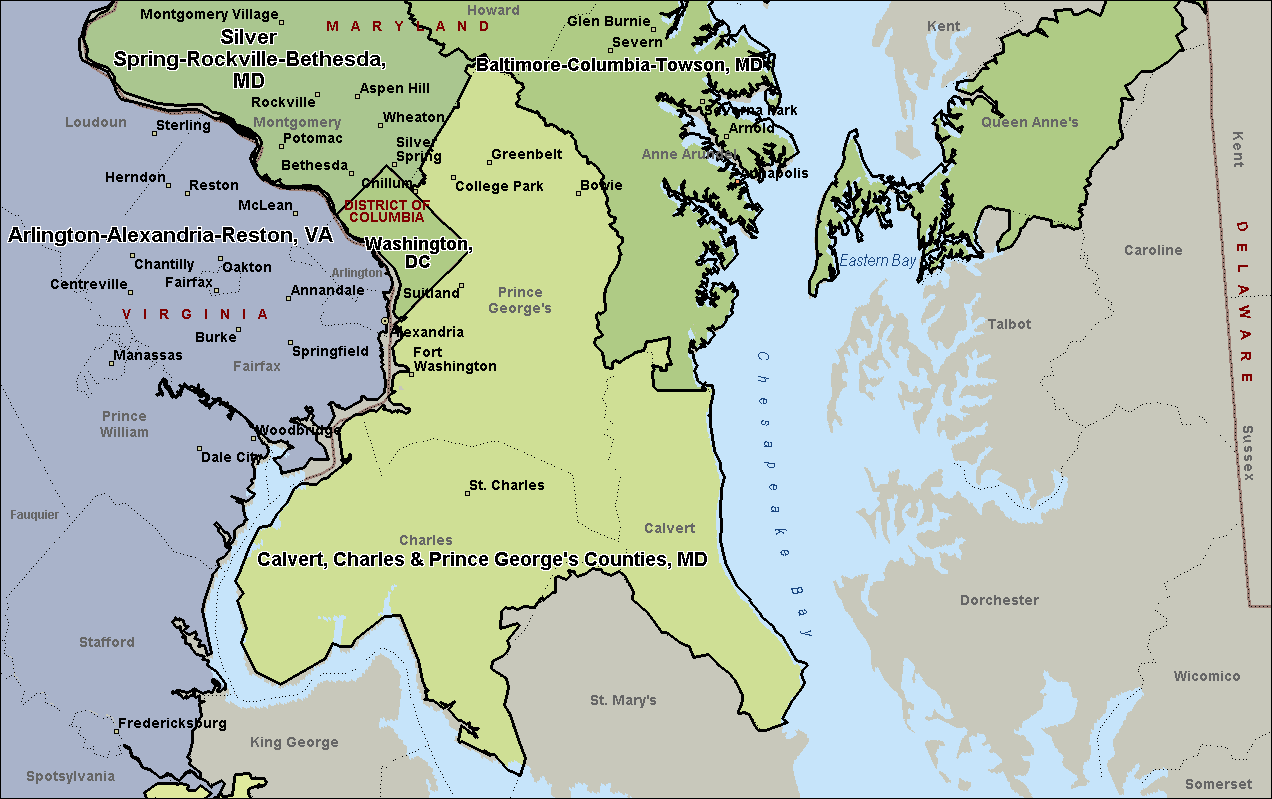 Montgomery Village
MARYLAND
Howard
Glen Burnie
Kent
Severn
Silver
Spring-Rockville-Bethesda,
MD
Baltimore-Columbia-Towson, MD
Aspen Hill
Rockville
Severna Park
Loudoun
Sterling
Montgomery
Wheaton
Arnold
Queen Anne's
Kent
Potomac
Silver
Spring
Greenbelt
Anne Arundel
Bethesda
Herndon
Reston
Chillum
College Park
Bowie
Annapolis
McLean
DISTRICT OF
COLUMBIA
Arlington-Alexandria-Reston, VA
Washington,
DC
DELAWARE
Caroline
Chantilly
Oakton
Arlington
Eastern Bay
Centreville
Fairfax
Annandale
Suitland
Prince
George's
VIRGINIA
Talbot
Burke
Alexandria
Manassas
Springfield
Fort
Washington
Fairfax
Chesapeake Bay
Prince
William
Woodbridge
Dale City
Sussex
St. Charles
Fauquier
Charles
Calvert
Calvert, Charles & Prince George's Counties, MD
Dorchester
Stafford
Wicomico
St. Mary's
Fredericksburg
King George
Spotsylvania
Somerset